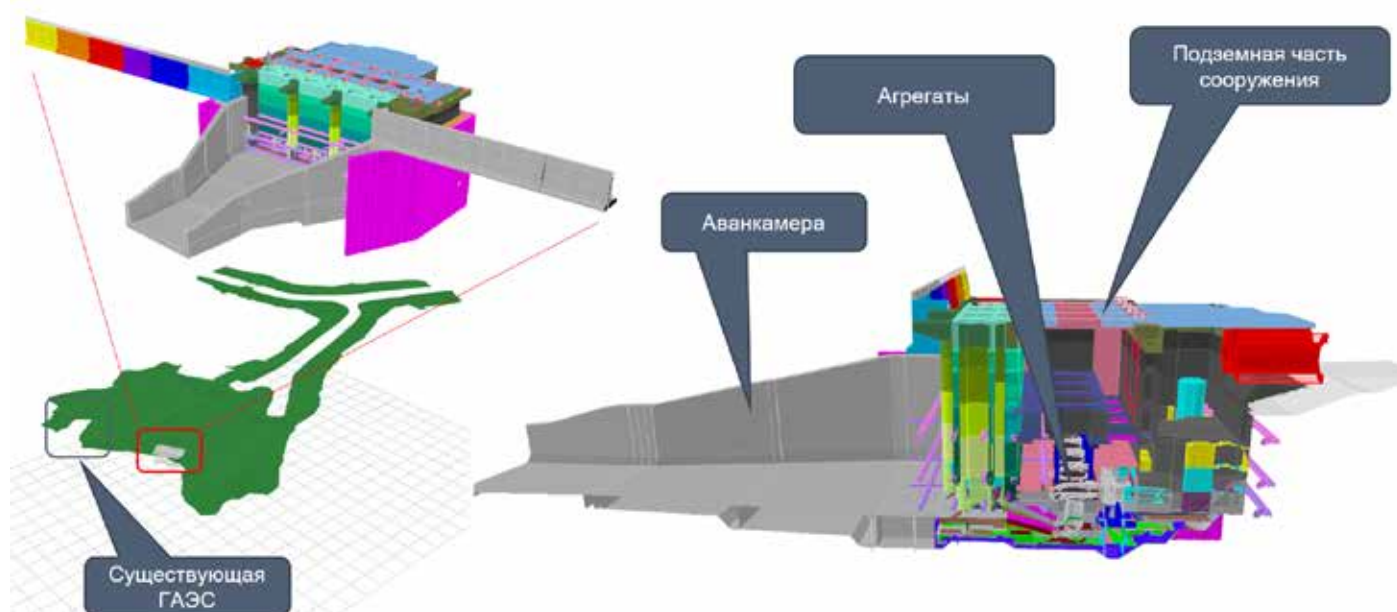 Подземная часть
сооружения
Агрегаты
Аванкамера
Существующая
ГАЭС